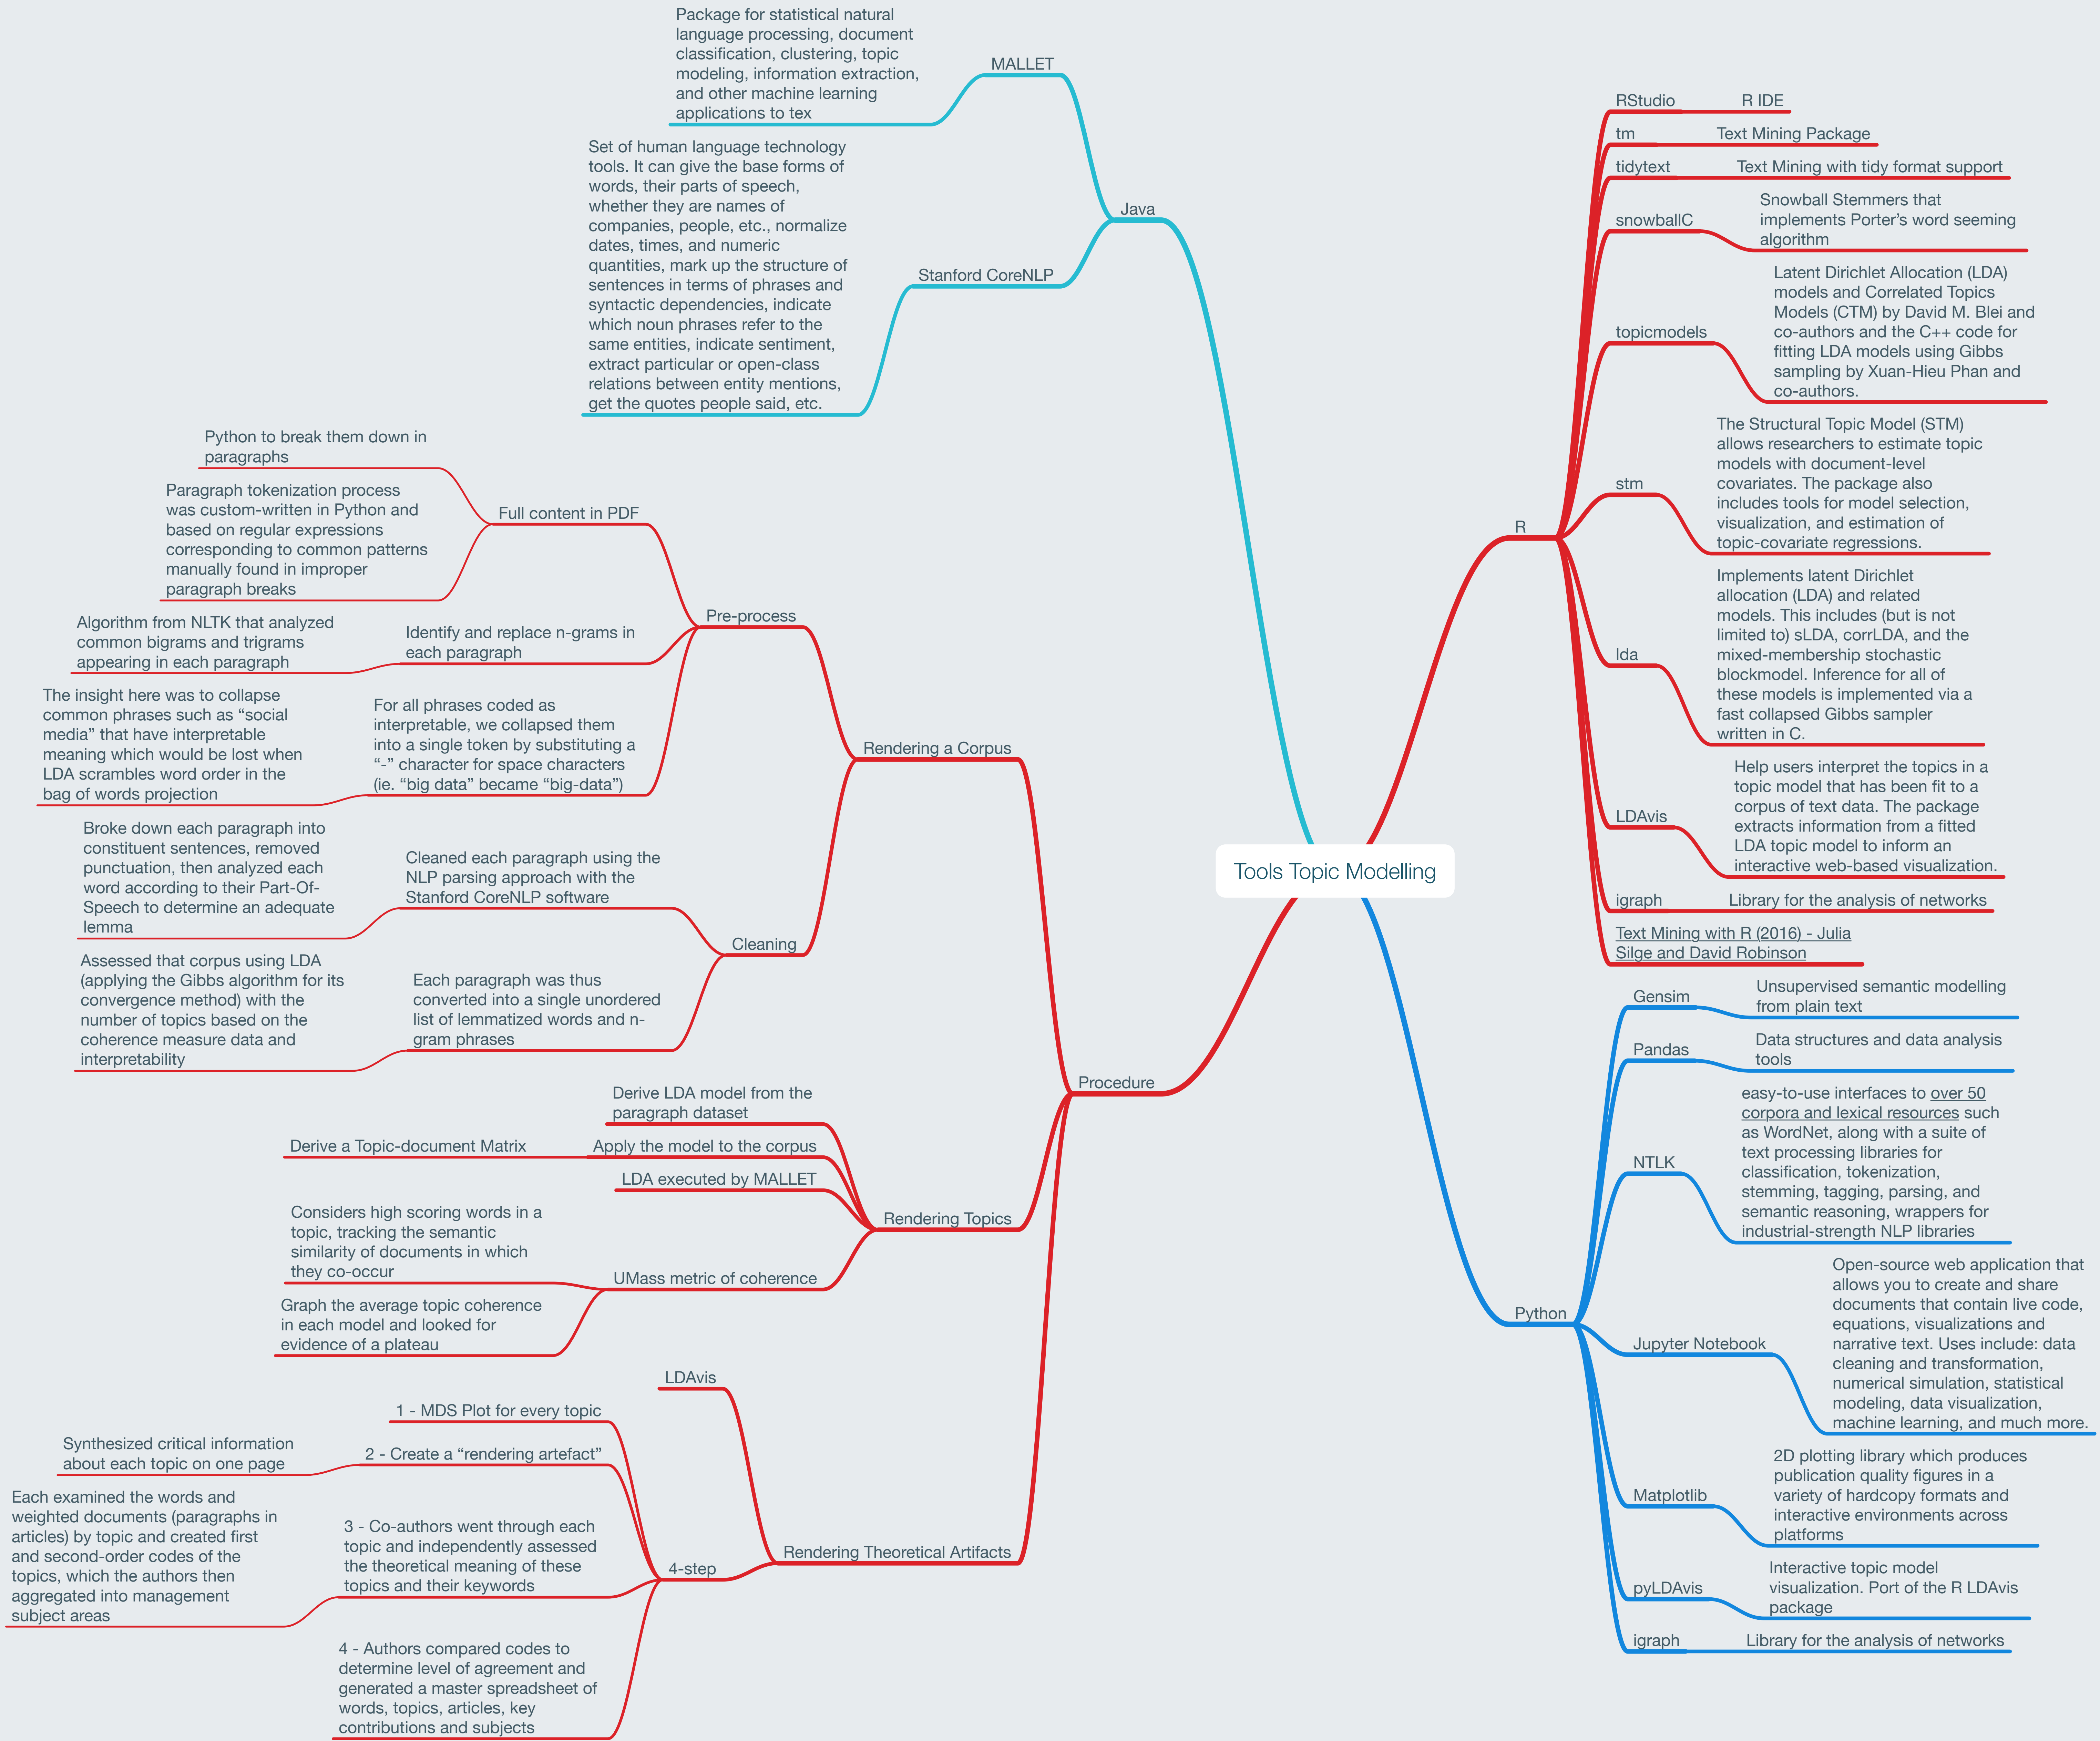 Tools Topic Modelling
Java
MALLET
Package for statistical natural
language processing, document
classification, clustering, topic
modeling, information extraction,
and other machine learning
applications to tex
Stanford CoreNLP
Set of human language technology
tools. It can give the base forms of
words, their parts of speech,
whether they are names of
companies, people, etc., normalize
dates, times, and numeric
quantities, mark up the structure of
sentences in terms of phrases and
syntactic dependencies, indicate
which noun phrases refer to the
same entities, indicate sentiment,
extract particular or open-class
relations between entity mentions,
get the quotes people said, etc.
Procedure
Rendering a Corpus
Pre-process
Full content in PDF
Python to break them down in
paragraphs
Paragraph tokenization process
was custom-written in Python and
based on regular expressions
corresponding to common patterns
manually found in improper
paragraph breaks
Identify and replace n-grams in
each paragraph
Algorithm from NLTK that analyzed
common bigrams and trigrams
appearing in each paragraph
For all phrases coded as
interpretable, we collapsed them
into a single token by substituting a
“-” character for space characters
(ie. “big data” became “big-data”)
The insight here was to collapse
common phrases such as “social
media” that have interpretable
meaning which would be lost when
LDA scrambles word order in the
bag of words projection
Cleaning
Cleaned each paragraph using the
NLP parsing approach with the
Stanford CoreNLP software
Broke down each paragraph into
constituent sentences, removed
punctuation, then analyzed each
word according to their Part-Of-
Speech to determine an adequate
lemma
Each paragraph was thus
converted into a single unordered
list of lemmatized words and n-
gram phrases
Assessed that corpus using LDA
(applying the Gibbs algorithm for its
convergence method) with the
number of topics based on the
coherence measure data and
interpretability
Rendering Topics
Derive LDA model from the
paragraph dataset
Apply the model to the corpus
Derive a Topic-document Matrix
LDA executed by MALLET
UMass metric of coherence
Considers high scoring words in a
topic, tracking the semantic
similarity of documents in which
they co-occur
Graph the average topic coherence
in each model and looked for
evidence of a plateau
Rendering Theoretical Artifacts
LDAvis
4-step
1 - MDS Plot for every topic
2 - Create a “rendering artefact”
Synthesized critical information
about each topic on one page
3 - Co-authors went through each
topic and independently assessed
the theoretical meaning of these
topics and their keywords
Each examined the words and
weighted documents (paragraphs in
articles) by topic and created first
and second-order codes of the
topics, which the authors then
aggregated into management
subject areas
4 - Authors compared codes to
determine level of agreement and
generated a master spreadsheet of
words, topics, articles, key
contributions and subjects
R
RStudio
R IDE
tm
Text Mining Package
tidytext
Text Mining with tidy format support
snowballC
Snowball Stemmers that
implements Porter’s word seeming
algorithm
topicmodels
Latent Dirichlet Allocation (LDA)
models and Correlated Topics
Models (CTM) by David M. Blei and
co-authors and the C++ code for
fitting LDA models using Gibbs
sampling by Xuan-Hieu Phan and
co-authors.
stm
The Structural Topic Model (STM)
allows researchers to estimate topic
models with document-level
covariates. The package also
includes tools for model selection,
visualization, and estimation of
topic-covariate regressions.
lda
Implements latent Dirichlet
allocation (LDA) and related
models. This includes (but is not
limited to) sLDA, corrLDA, and the
mixed-membership stochastic
blockmodel. Inference for all of
these models is implemented via a
fast collapsed Gibbs sampler
written in C.
LDAvis
Help users interpret the topics in a
topic model that has been fit to a
corpus of text data. The package
extracts information from a fitted
LDA topic model to inform an
interactive web-based visualization.
igraph
Library for the analysis of networks
Text Mining with R (2016) - Julia
Silge and David Robinson
Python
Gensim
Unsupervised semantic modelling
from plain text
Pandas
Data structures and data analysis
tools
NTLK
easy-to-use interfaces to over 50
corpora and lexical resources such
as WordNet, along with a suite of
text processing libraries for
classification, tokenization,
stemming, tagging, parsing, and
semantic reasoning, wrappers for
industrial-strength NLP libraries
Jupyter Notebook
Open-source web application that
allows you to create and share
documents that contain live code,
equations, visualizations and
narrative text. Uses include: data
cleaning and transformation,
numerical simulation, statistical
modeling, data visualization,
machine learning, and much more.
Matplotlib
2D plotting library which produces
publication quality figures in a
variety of hardcopy formats and
interactive environments across
platforms
pyLDAvis
Interactive topic model
visualization. Port of the R LDAvis
package
igraph
Library for the analysis of networks